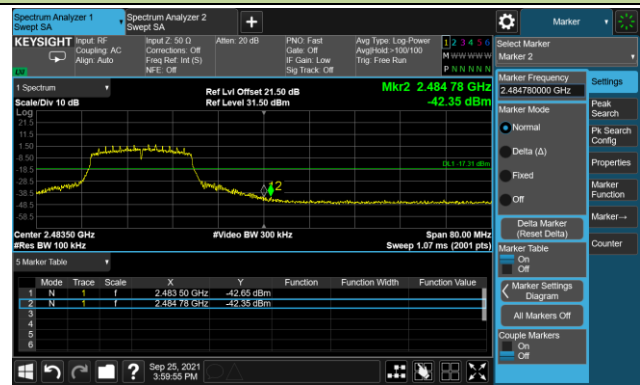 Spectrum Analyzer 1
Swept SA
Spectrum Analyzer 2
Swept SA
+
Marker
KEYSIGHT
Input: RF
Coupling: AC
Align: Auto
Input Z: 50 Ω
Corrections: Off
Freq Ref: Int (S)
NFE: Off
Atten: 20 dB
PNO: Fast
Gate: Off
IF Gain: Low
Sig Track: Off
Avg Type: Log-Power
Avg|Hold:>100/100
Trig: Free Run
1 2 3 4 5 6
M W W W W W
P N N N N N
LW
Select Marker
Marker 2
1 Spectrum
Scale/Div 10 dB
Log
Ref Lvl Offset 21.50 dB
Ref Level 31.50 dBm
Mkr2 2.484 78 GHz
-42.35 dBm
21.5
11.5
1.50
-8.50
-18.5
-28.5
-38.5
-48.5
-58.5
DL1 -17.31 dBm
12
Center 2.48350 GHz
#Res BW 100 kHz
#Video BW 300 kHz
Span 80.00 MHz
Sweep 1.07 ms (2001 pts)
5 Marker Table
Mode Trace Scale X Y Function Function Width Function Value
1 N 1 f 2.483 50 GHz -42.65 dBm
2 N 1 f 2.484 78 GHz -42.35 dBm
3
4
5
6
Marker Frequency
2.484780000 GHz
Marker Mode
Normal
Delta (Δ)
Fixed
Off
Delta Marker
(Reset Delta)
Marker Table
On
Off
Marker Settings
Diagram
All Markers Off
Couple Markers
On
Off
Settings
Peak
Search
Pk Search
Config
Properties
Marker
Function
Marker→
Counter
?
Sep 25, 2021
3:59:55 PM